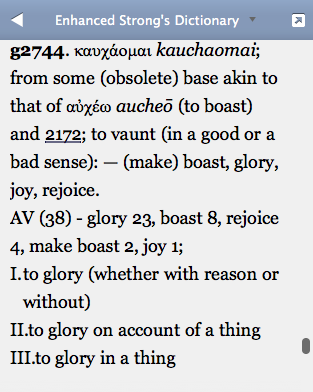 Enhanced Strong's Dictionary
g2744. καυχάομαι kauchaomai;
from some (obsolete) base akin to
that of αὐχέω aucheō (to boast)
and 2172; to vaunt (in a good or a
bad sense): — (make) boast, glory,
joy, rejoice.
AV (38) - glory 23, boast 8, rejoice
4, make boast 2, joy 1;
I.to glory (whether with reason or
without)
II.to glory on account of a thing
III.to glory in a thing